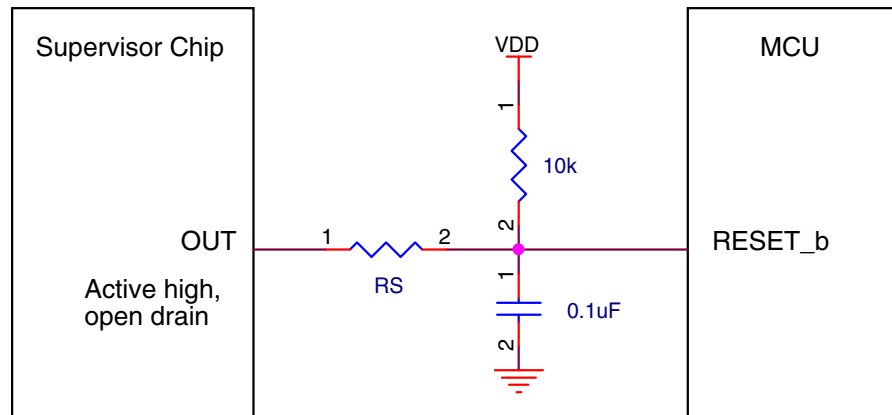 Supervisor Chip
VDD
MCU
1
10k
2
OUT
1
2
RESET_b
RS
1
Active high,
open drain
0.1uF
2